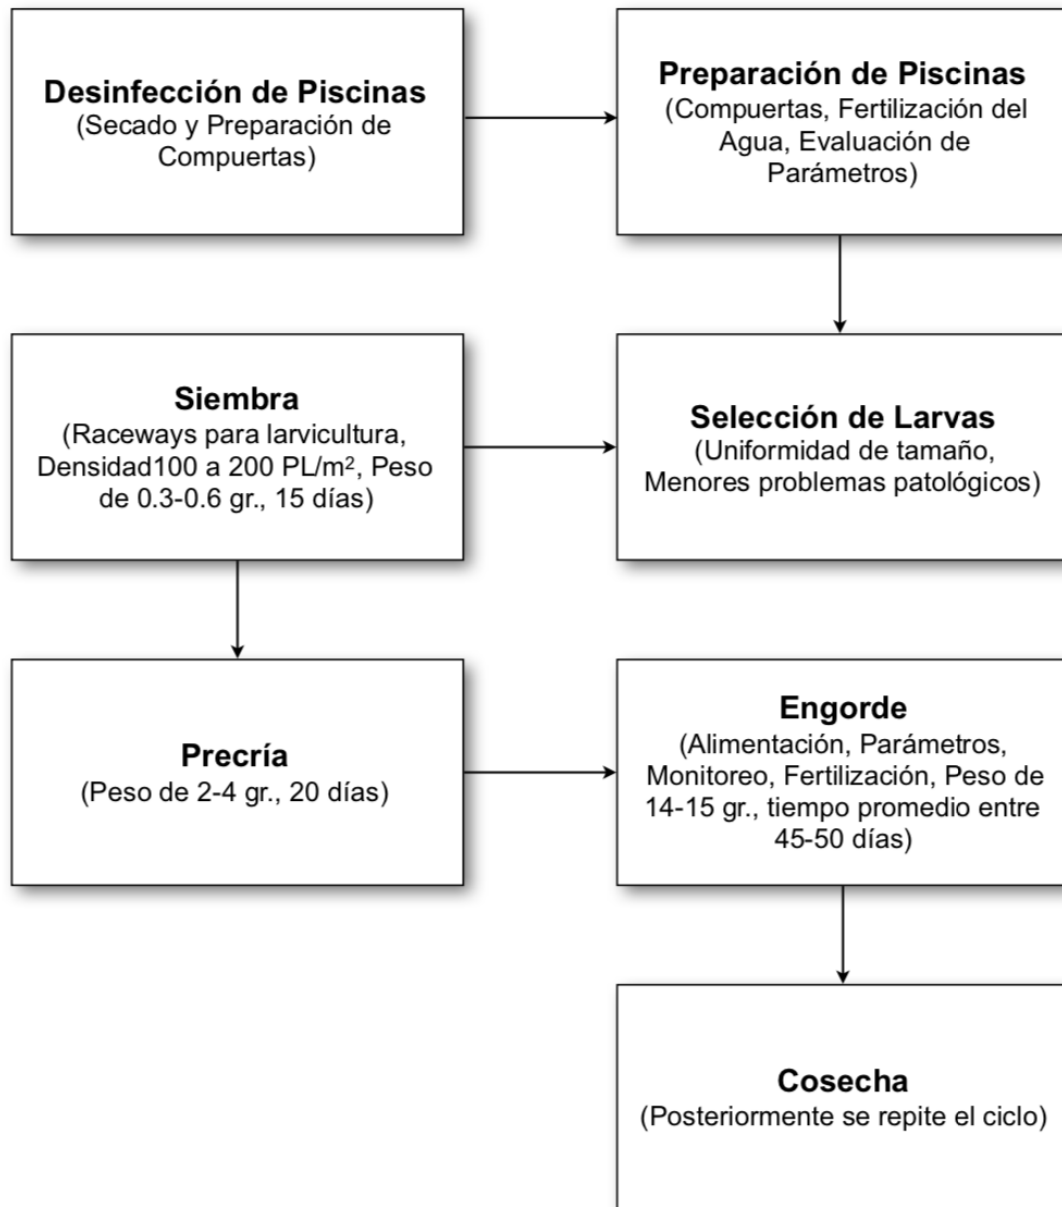 Desinfección de Piscinas
(Secado y Preparación de
Compuertas)
Preparación de Piscinas
(Compuertas, Fertilización del
Agua, Evaluación de
Parámetros)
Siembra
(Raceways para larvicultura,
Densidad100 a 200 PL/m², Peso
de 0.3-0.6 gr., 15 días)
Selección de Larvas
(Uniformidad de tamaño,
Menores problemas patológicos)
Precría
(Peso de 2-4 gr., 20 días)
Engorde
(Alimentación, Parámetros,
Monitoreo, Fertilización, Peso de
14-15 gr., tiempo promedio entre
45-50 días)
Cosecha
(Posteriormente se repite el ciclo)